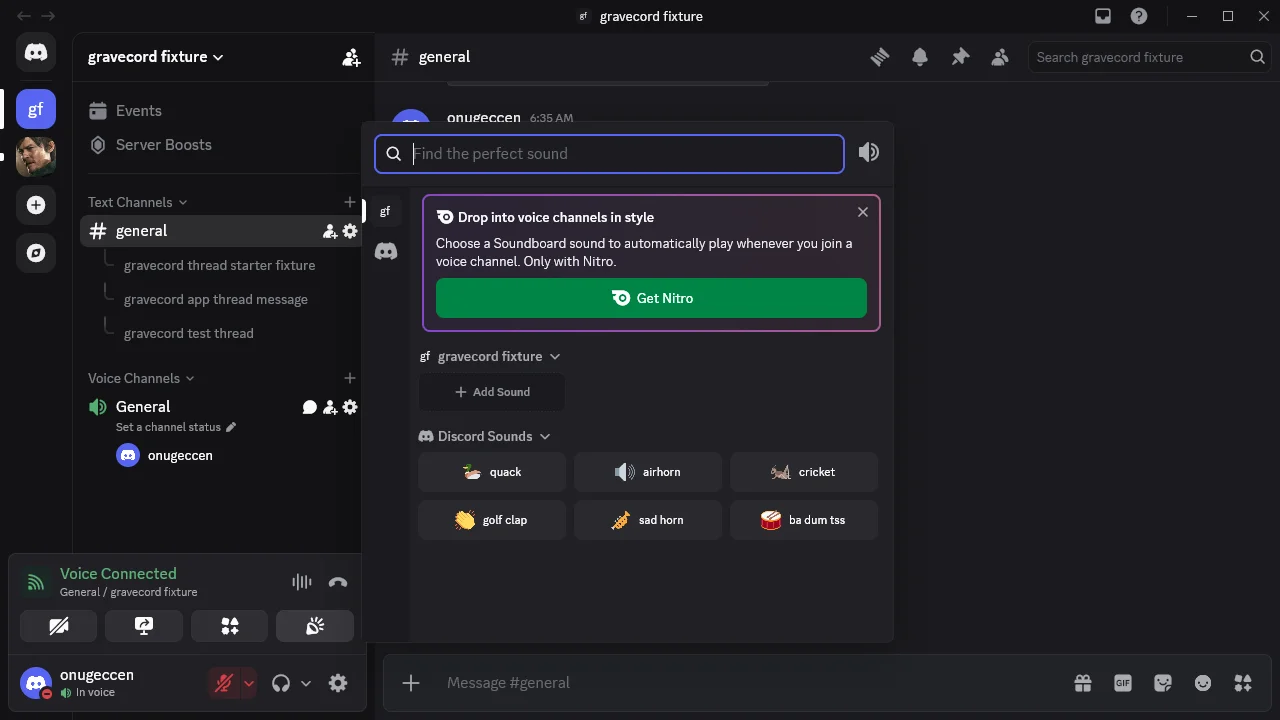 gf gravecord fixture
gravecord fixture
general
Search gravecord fixture
gf
Events
Server Boosts
Text Channels
general
gravecord thread starter fixture
gravecord app thread message
gravecord test thread
Voice Channels
General
Set a channel status
onugeccen
Voice Connected
General / gravecord fixture
onugeccen
In voice
onugeccen 6:35 AM
Find the perfect sound
gf
Drop into voice channels in style
Choose a Soundboard sound to automatically play whenever you join a
voice channel. Only with Nitro.
Get Nitro
gf gravecord fixture
Add Sound
Discord Sounds
quack
airhorn
cricket
golf clap
sad horn
ba dum tss
Message #general
GIF